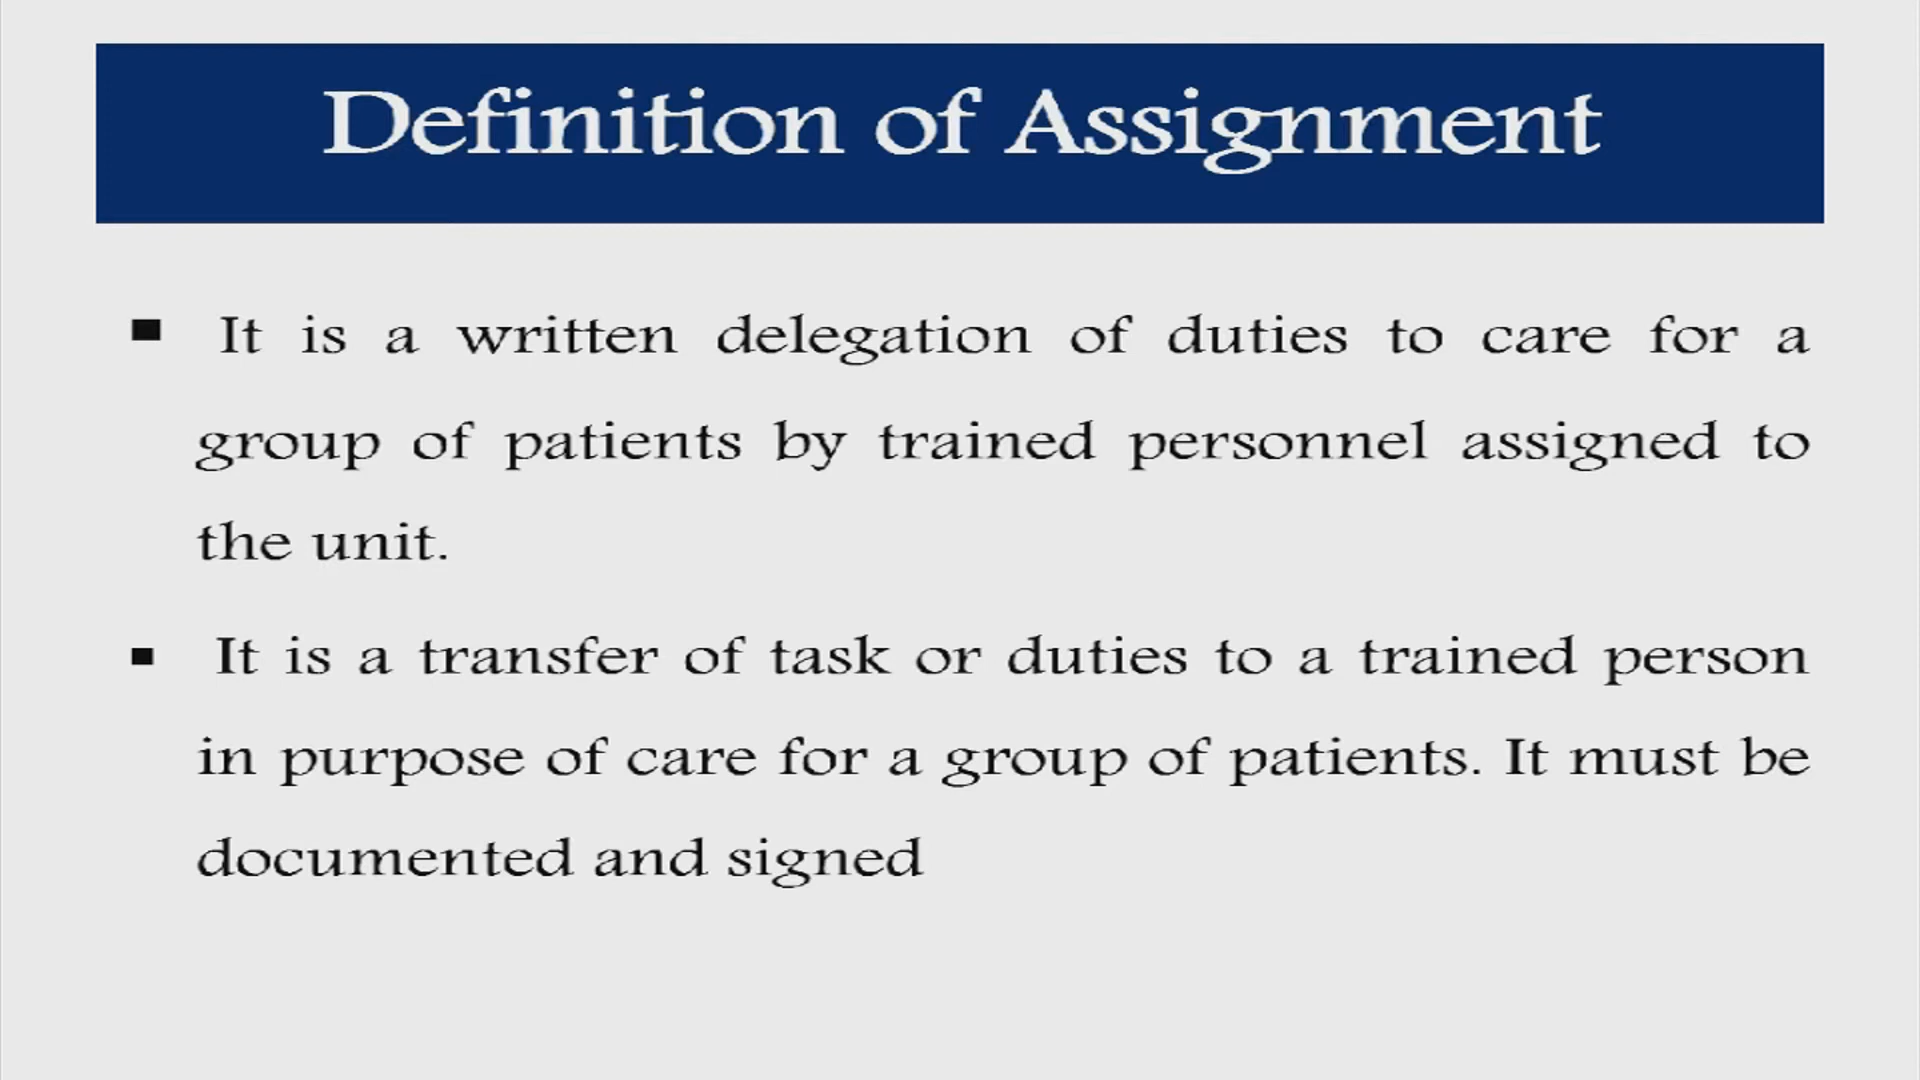 Definition of Assignment
▪ It is a written delegation of duties to care for a
group of patients by trained personnel assigned to
the unit.
▪ It is a transfer of task or duties to a trained person
in purpose of care for a group of patients. It must be
documented and signed